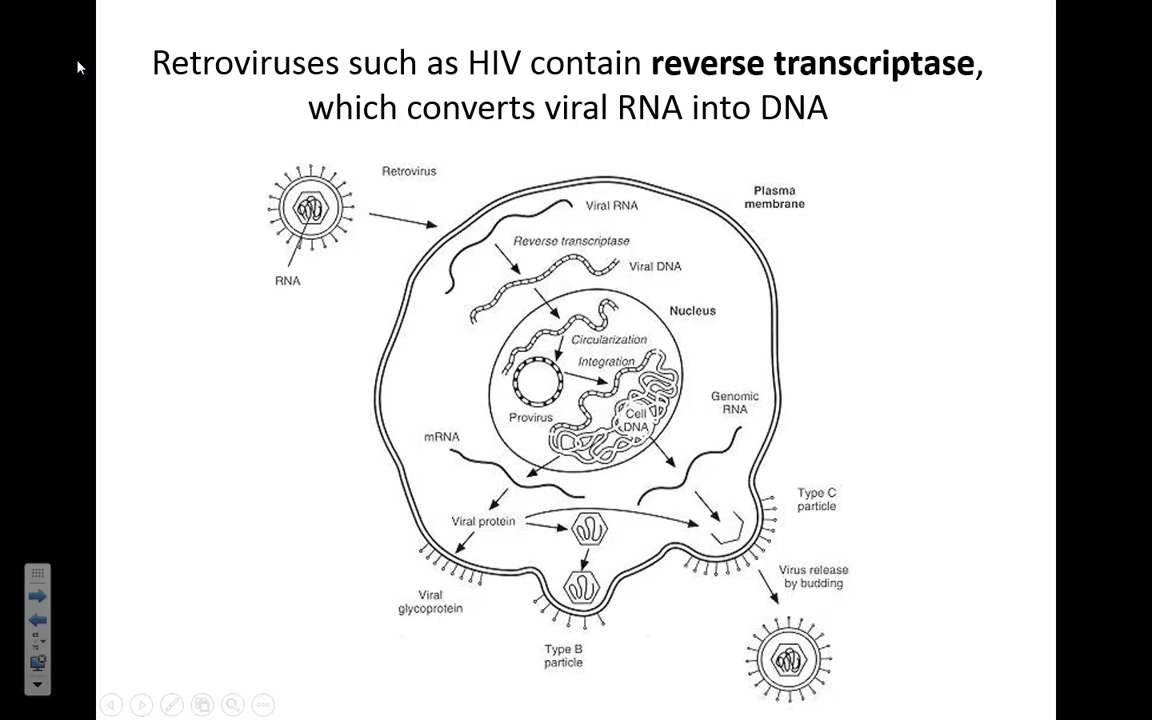 Retroviruses such as HIV contain reverse transcriptase,
which converts viral RNA into DNA
Retrovirus
Plasma
membrane
Viral RNA
Reverse transcriptase
RNA
Viral DNA
Nucleus
Circularization
Integration
Genomic
RNA
Provirus
Cell
DNA
mRNA
Type C
particle
Viral protein
Virus release
by budding
Viral
glycoprotein
Type B
particle